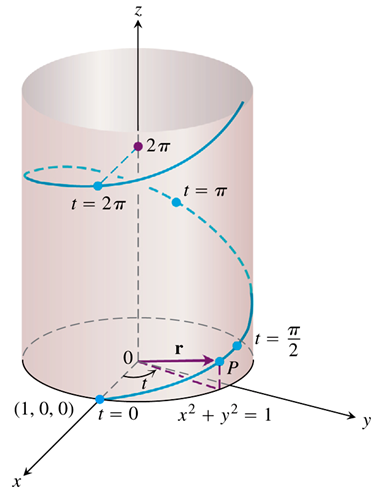 z
2π
t = 2π
t = π
t = π/2
0
r
P
t
(1, 0, 0)
t = 0
x² + y² = 1
y
x